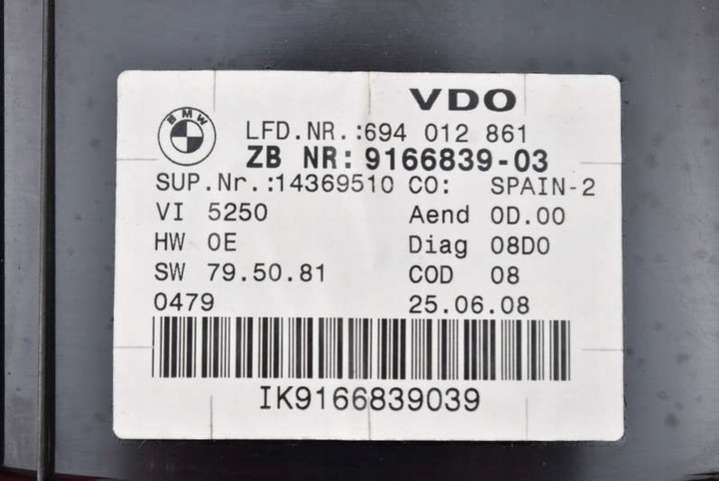 VDO
BMW
LFD.NR.:694 012 861
ZB NR: 9166839-03
SUP.Nr.:14369510 CO: SPAIN-2
VI 5250 Aend 0D.00
HW 0E Diag 08D0
SW 79.50.81 COD 08
0479 25.06.08
IK9166839039